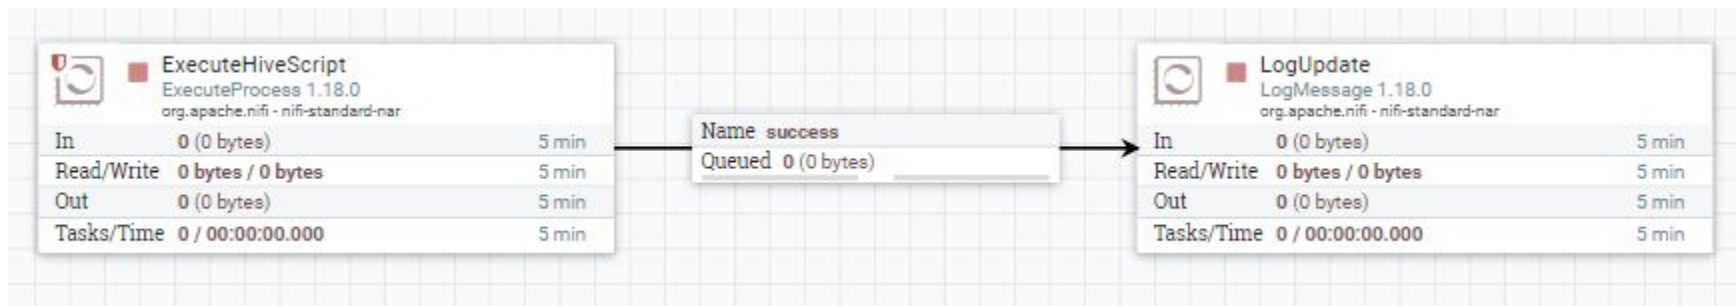 ExecuteHiveScript
ExecuteProcess 1.18.0
org.apache.nifi - nifi-standard-nar
In 0 (0 bytes) 5 min
Read/Write 0 bytes / 0 bytes 5 min
Out 0 (0 bytes) 5 min
Tasks/Time 0 / 00:00:00.000 5 min
Name success
Queued 0 (0 bytes)
LogUpdate
LogMessage 1.18.0
org.apache.nifi - nifi-standard-nar
In 0 (0 bytes) 5 min
Read/Write 0 bytes / 0 bytes 5 min
Out 0 (0 bytes) 5 min
Tasks/Time 0 / 00:00:00.000 5 min